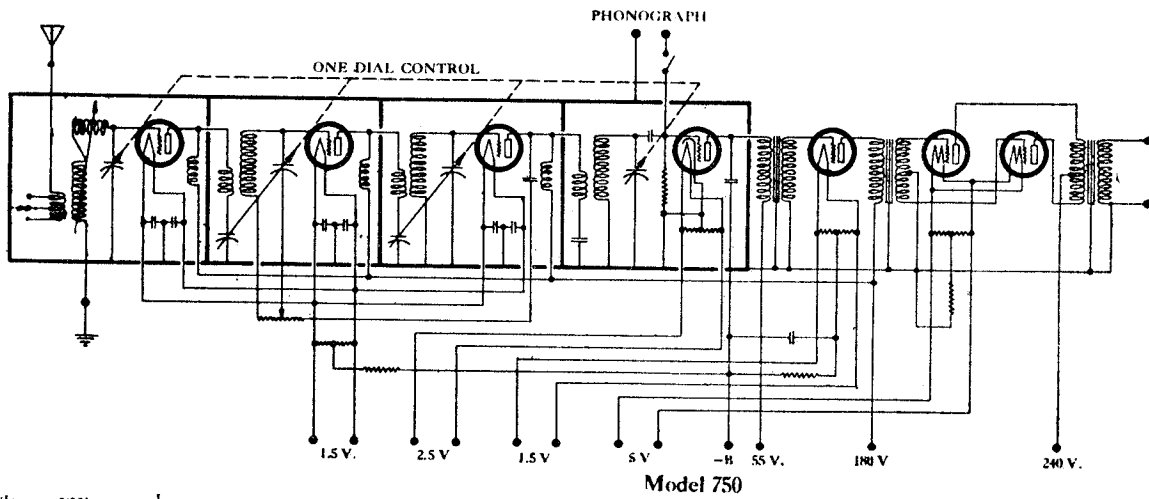 PHONOGRAPH
ONE DIAL CONTROL
1.5 V. 2.5 V 1.5 V 5 V -B 55 V. 180 V 240 V.
Model 750